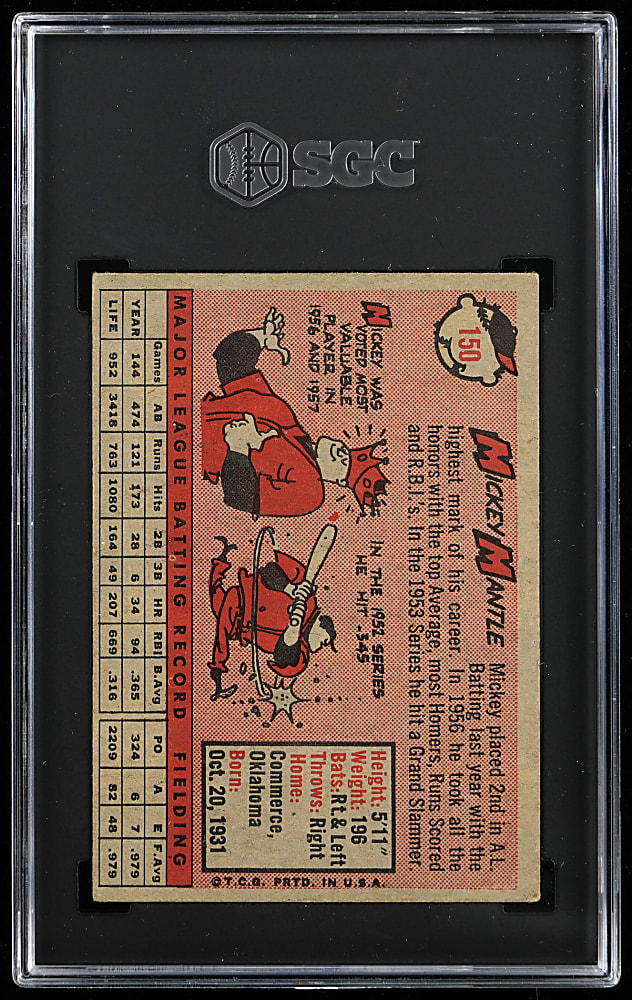 SGC
150
MICKEY MANTLE
Mickey placed 2nd in A.L.
Batting last year with the
highest mark of his career. In 1956 he took all the
honors with the top Average, most Homers, Runs Scored
and R.B.I.'s. In the 1953 Series he hit a Grand Slammer.
MICKEY WAS
VOTED MOST
VALUABLE
PLAYER IN
1956 AND 1957
IN THE 1952 SERIES
HE HIT .345
Height: 5'11"
Weight: 196
Bats: Rt. & Left
Throws: Right
Home:
Commerce,
Oklahoma
Born:
Oct. 20, 1931
©T.C.G. PRTD. IN U.S.A.
MAJOR LEAGUE BATTING RECORD FIELDING
Games AB Runs Hits 2B 3B HR RBI B.Avg PO A E F.Avg
YEAR 144 474 121 173 28 6 34 94 .365 324 6 7 .979
LIFE 952 3478 763 1080 164 49 207 669 .316 2209 82 48 .979